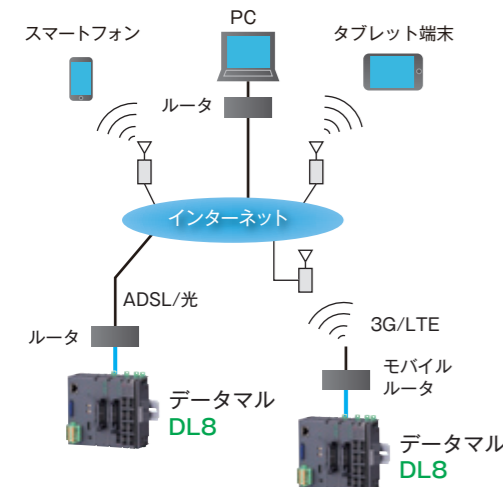 PC
スマートフォン
タブレット端末
ルータ
インターネット
ADSL/光
3G/LTE
ルータ
モバイル
ルータ
データマル
DL8
データマル
DL8